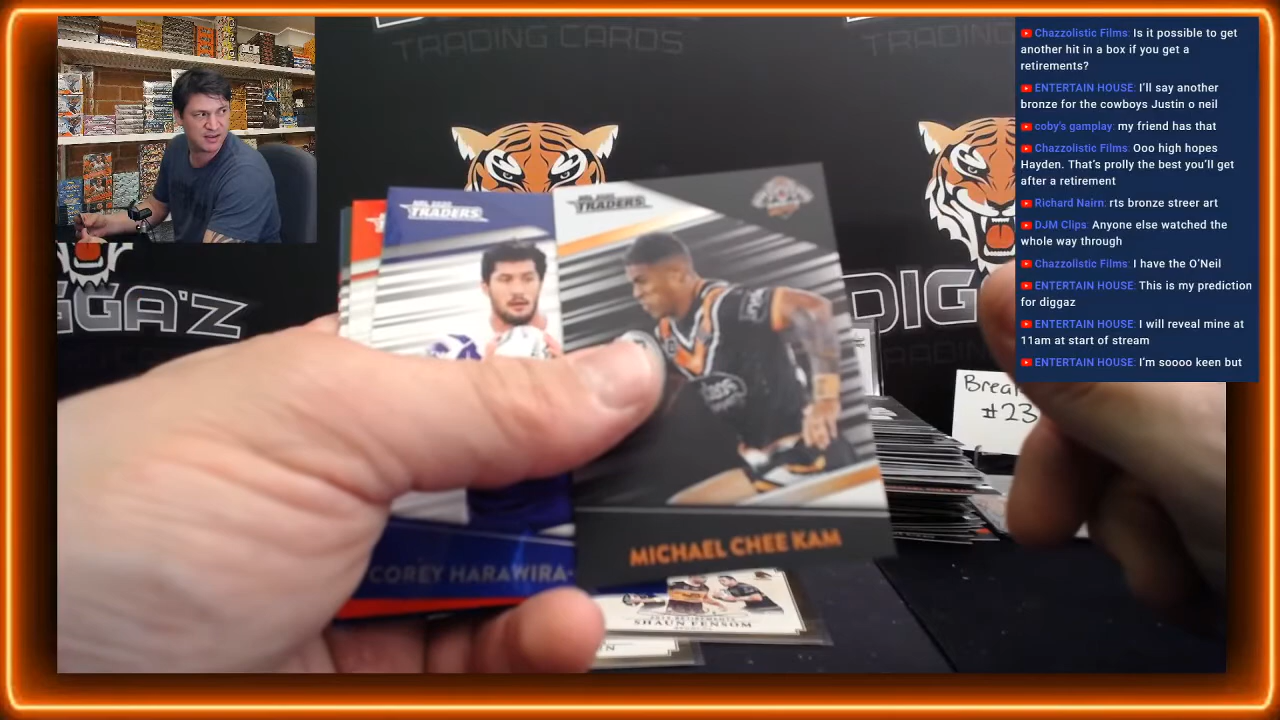 TRADING CARDS
Chazzolistic Films: Is it possible to get
another hit in a box if you get a
retirements?
ENTERTAIN HOUSE: I'll say another
bronze for the cowboys Justin o neil
coby's gamplay: my friend has that
Chazzolistic Films: Ooo high hopes
Hayden. That's prolly the best you'll get
after a retirement
Richard Nairn: rts bronze streer art
DJM Clips: Anyone else watched the
whole way through
Chazzolistic Films: I have the O'Neil
ENTERTAIN HOUSE: This is my prediction
for diggaz
ENTERTAIN HOUSE: I will reveal mine at
11am at start of stream
ENTERTAIN HOUSE: I'm soooo keen but
TRADERS
TRADERS
GGA'Z
DIGG
Break
#23
MICHAEL CHEE KAM
COREY HARAWIRA-
SHAUN FENSOM